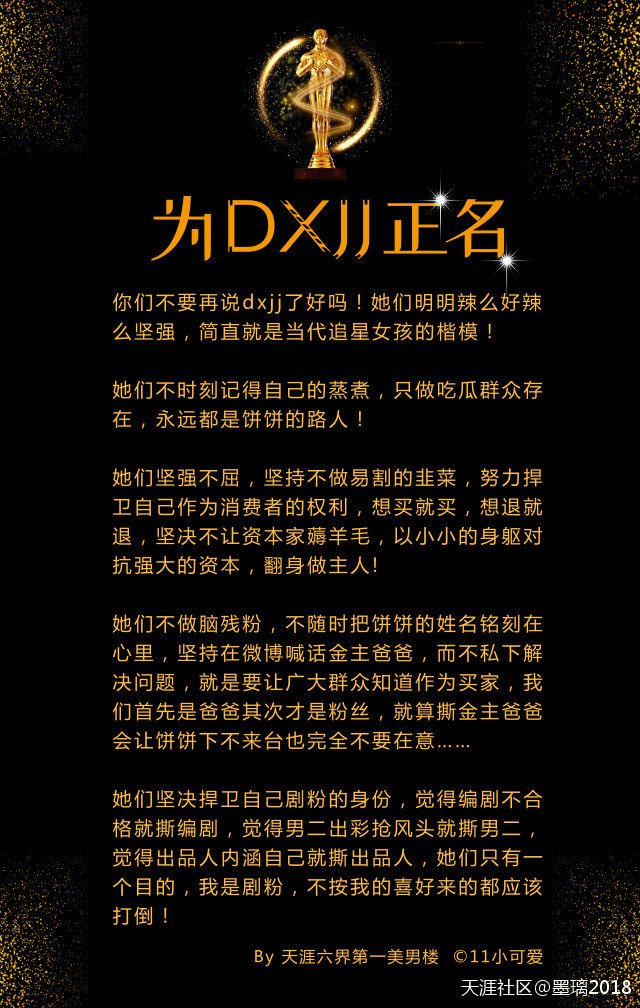 为DXJJ正名
你们不要再说dxjj了好吗！她们明明辣么好辣
么坚强，简直就是当代追星女孩的楷模！
她们不时刻记得自己的蒸煮，只做吃瓜群众存
在，永远都是饼饼的路人！
她们坚强不屈，坚持不做易割的韭菜，努力捍
卫自己作为消费者的权利，想买就买，想退就
退，坚决不让资本家薅羊毛，以小小的身躯对
抗强大的资本，翻身做主人!
她们不做脑残粉，不随时把饼饼的姓名铭刻在
心里，坚持在微博喊话金主爸爸，而不私下解
决问题，就是要让广大群众知道作为买家，我
们首先是爸爸其次才是粉丝，就算撕金主爸爸
会让饼饼下不来台也完全不要在意……
她们坚决捍卫自己剧粉的身份，觉得编剧不合
格就撕编剧，觉得男二出彩抢风头就撕男二，
觉得出品人内涵自己就撕出品人，她们只有一
个目的，我是剧粉，不按我的喜好来的都应该
打倒！
By 天涯六界第一美男楼 ©11小可爱
天涯社区@墨璃2018